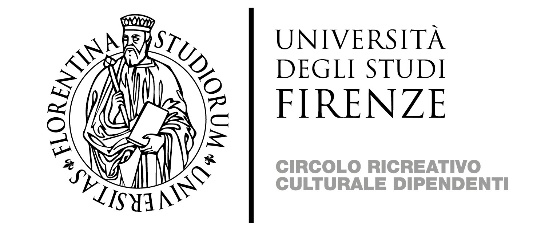 FLORENTINA STUDIORUM UNIVERSITAS
UNIVERSITÀ
DEGLI STUDI
FIRENZE
CIRCOLO RICREATIVO
CULTURALE DIPENDENTI